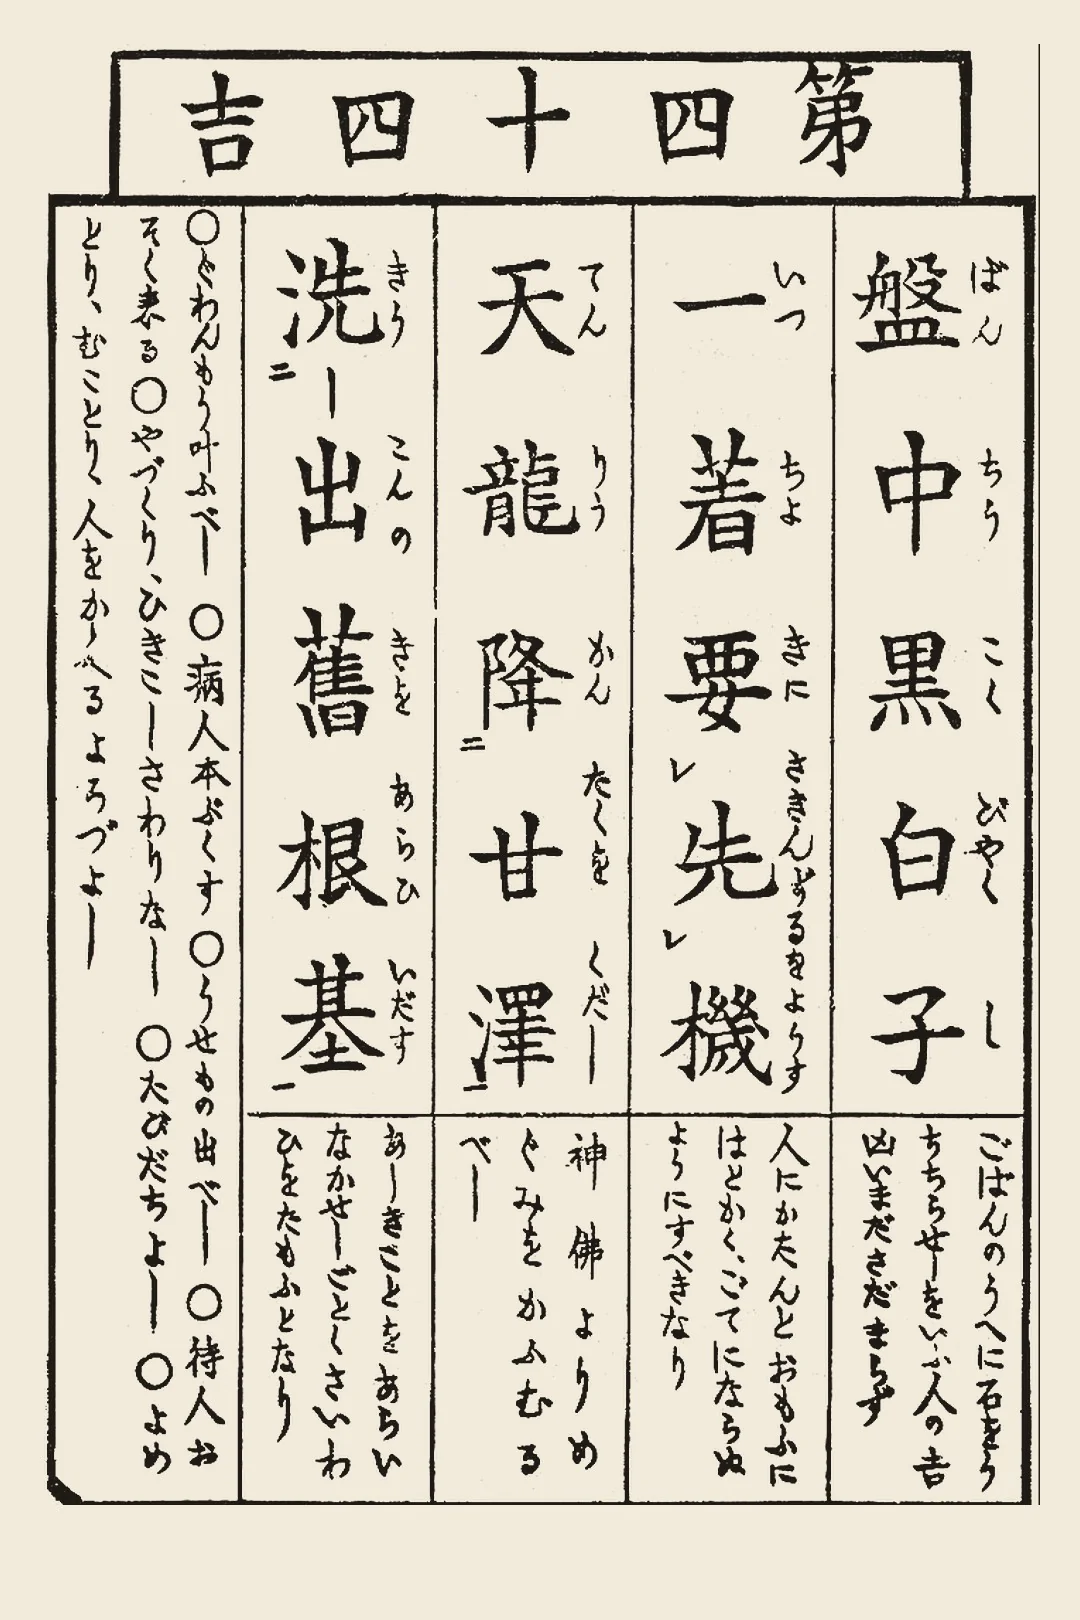 第四十四吉
盤中黒白子
ばんちうこくびやくし
ごばんのうへに石をう
ちちらせしをいふ人の吉
凶いまださだまらず
一著要レ先レ機
いつちよきにさきんずるをようす
人にかたんとおもふに
はとかく、ごてにならぬ
ようにすべきなり
天龍降二甘澤一
てんりうかんたくをくだし
神佛よりめ
ぐみをかふむる
べし
洗二出舊根基一
きうこんのきをあらひいだす
あしきことをあらい
なかせしごとくさいわ
ひをたもふとなり
○ぐわんもう叶ふべし ○病人本ぶくす ○うせもの出べし ○待人お
そく来る ○やづくり、ひきこしさわりなし ○たびだちよし ○よめ
とり、むことり、人をかゝへるよろづよし